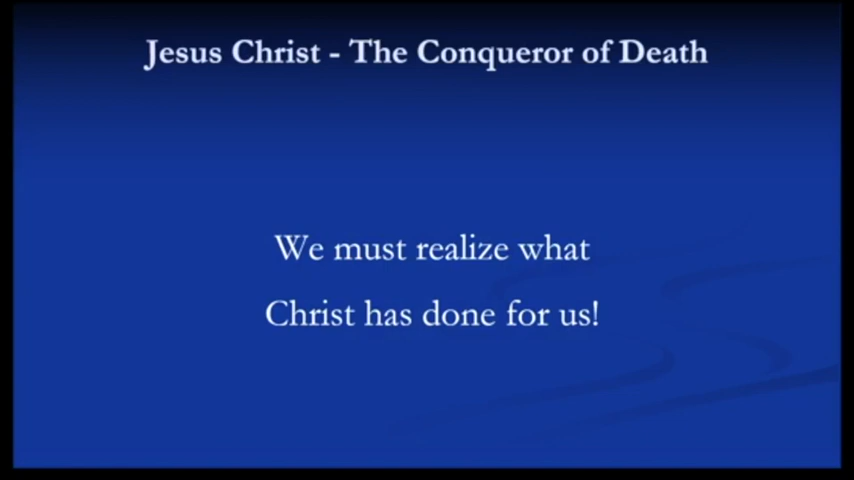 Jesus Christ - The Conqueror of Death
We must realize what
Christ has done for us!